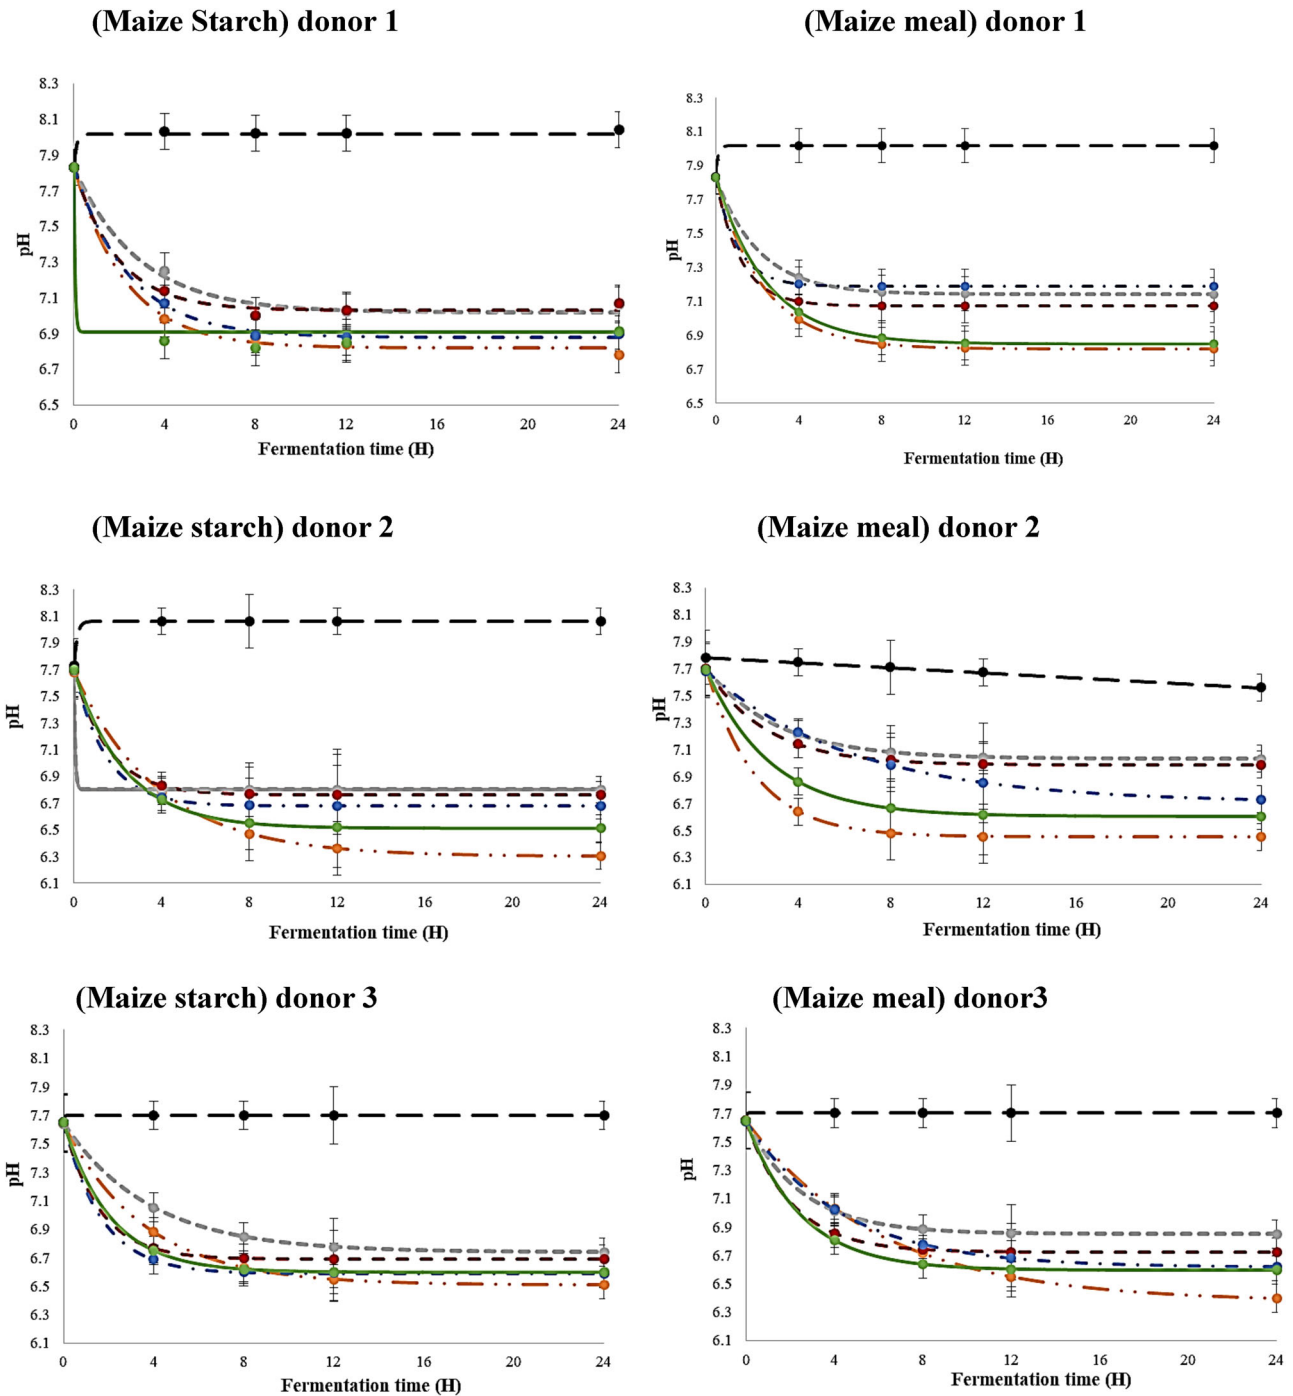 (Maize Starch) donor 1
8.3
8.1
7.9
7.7
7.5
7.3
7.1
6.9
6.7
6.5
pH
0 4 8 12 16 20 24
Fermentation time (H)
(Maize meal) donor 1
8.3
8.1
7.9
7.7
7.5
7.3
7.1
6.9
6.7
6.5
pH
0 4 8 12 16 20 24
Fermentation time (H)
(Maize starch) donor 2
8.3
8.1
7.9
7.7
7.5
7.3
7.1
6.9
6.7
6.5
6.3
6.1
pH
0 4 8 12 16 20 24
Fermentation time (H)
(Maize meal) donor 2
8.3
8.1
7.9
7.7
7.5
7.3
7.1
6.9
6.7
6.5
6.3
6.1
pH
0 4 8 12 16 20 24
Fermentation time (H)
(Maize starch) donor 3
8.3
8.1
7.9
7.7
7.5
7.3
7.1
6.9
6.7
6.5
6.3
6.1
pH
0 4 8 12 16 20 24
Fermentation time (H)
(Maize meal) donor3
8.3
8.1
7.9
7.7
7.5
7.3
7.1
6.9
6.7
6.5
6.3
6.1
pH
0 4 8 12 16 20 24
Fermentation time (H)